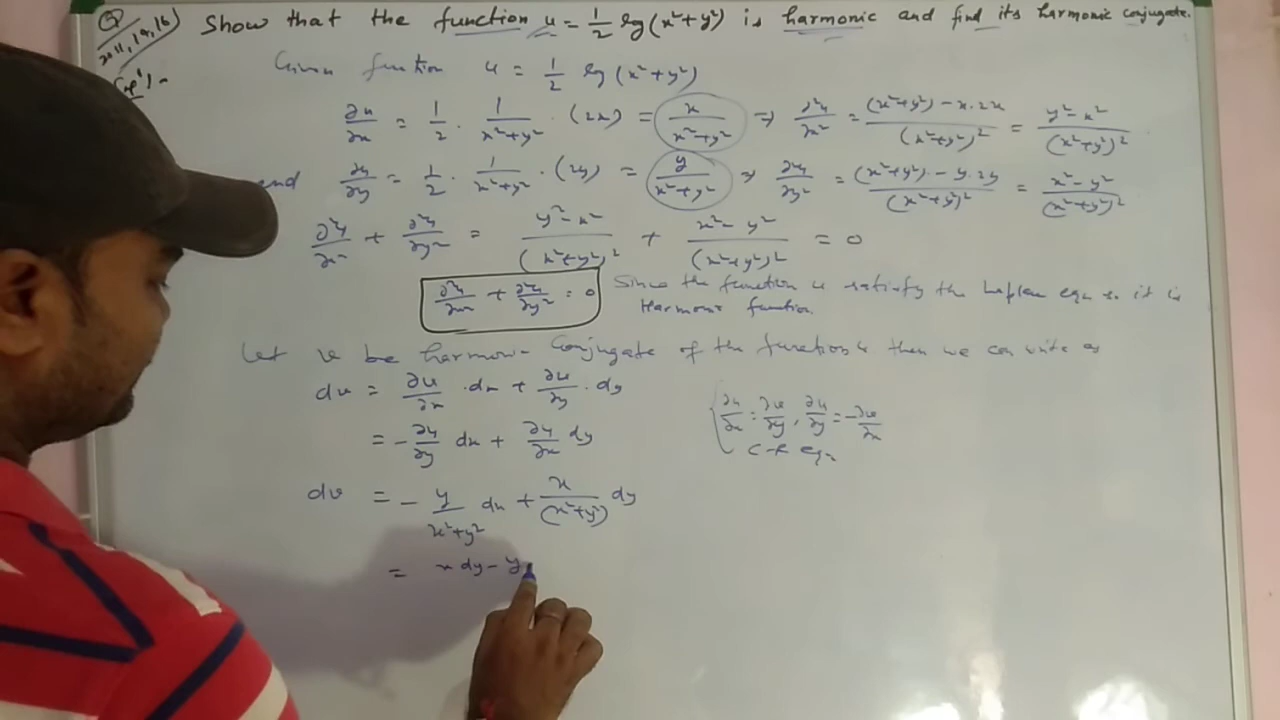 Q
2011, 14, 16
Show that the function u = 1/2 log(x²+y²) is harmonic and find its harmonic conjugate.
Given function u = 1/2 log(x²+y²)
∂u/∂x = 1/2 · 1/(x²+y²) · (2x) = x/(x²+y²) ⇒ ∂²u/∂x² = ((x²+y²) - x·2x)/(x²+y²)² = (y²-x²)/(x²+y²)²
and ∂u/∂y = 1/2 · 1/(x²+y²) · (2y) = y/(x²+y²) ⇒ ∂²u/∂y² = ((x²+y²) - y·2y)/(x²+y²)² = (x²-y²)/(x²+y²)²
∂²u/∂x² + ∂²u/∂y² = (y²-x²)/(x²+y²)² + (x²-y²)/(x²+y²)² = 0
∂²u/∂x² + ∂²u/∂y² = 0 Since the function u satisfy the Laplace eqn so it is
Harmonic function.
Let v be harmonic Conjugate of the function u then we can write as
dv = ∂v/∂x · dx + ∂v/∂y · dy
= -∂u/∂y dx + ∂u/∂x dy
{ ∂u/∂x = ∂v/∂y, ∂u/∂y = -∂v/∂x
C-R eqn
dv = - y/(x²+y²) dx + x/(x²+y²) dy
= x dy - y